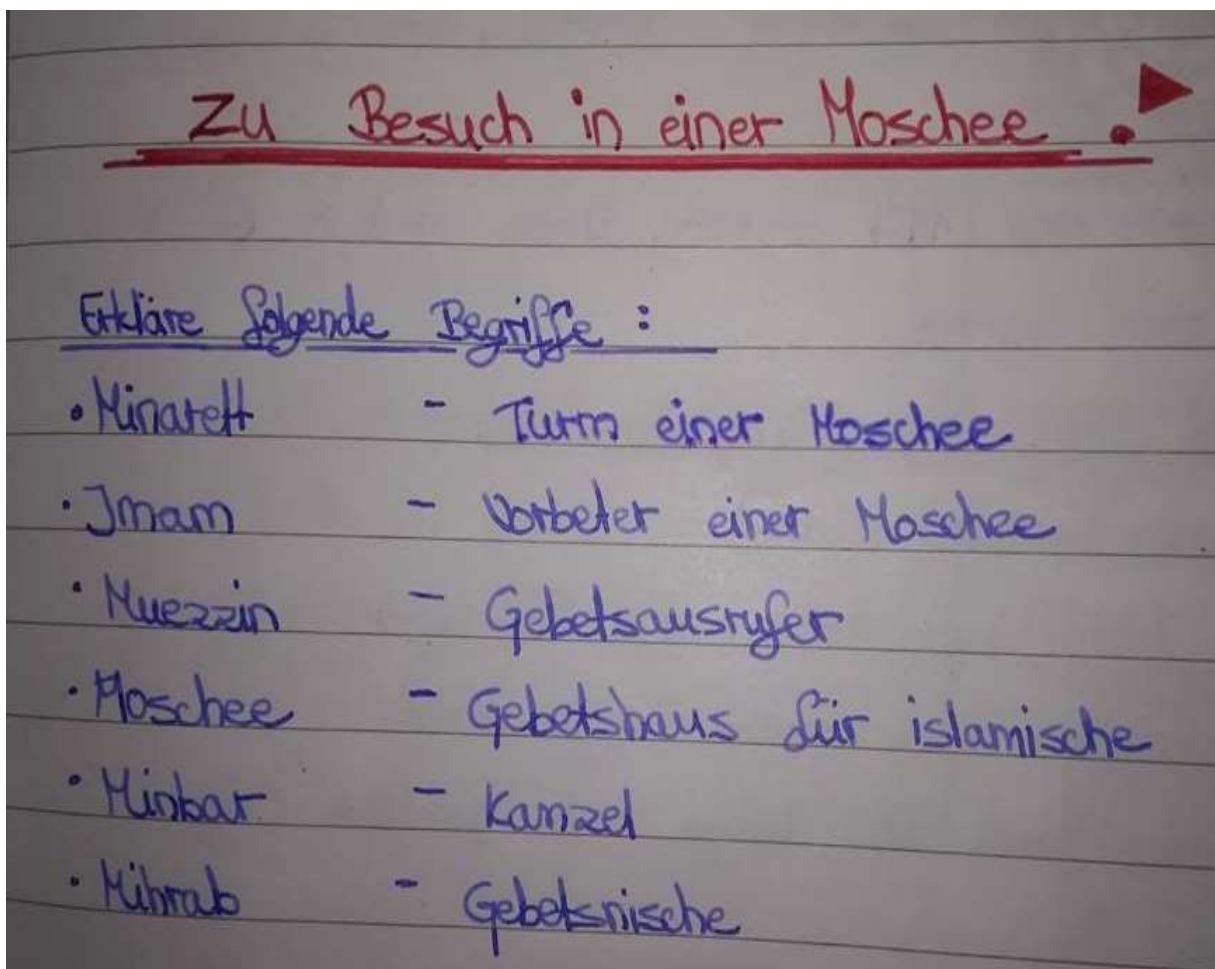 Zu Besuch in einer Moschee .
Erkläre folgende Begriffe :
• Minarett - Turm einer Moschee
• Imam - Vorbeter einer Moschee
• Muezzin - Gebetsausrufer
• Moschee - Gebetshaus für islamische
• Minbar - Kanzel
• Mihrab - Gebetsnische